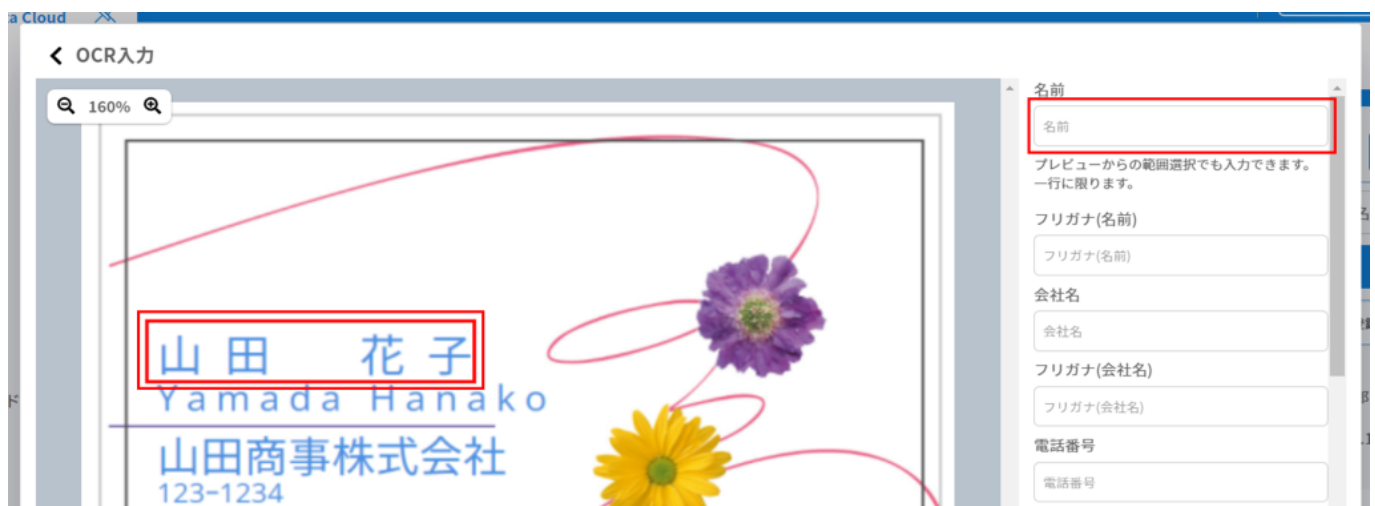 a Cloud
OCR入力
160%
山田 花子
Yamada Hanako
山田商事株式会社
123-1234
名前
名前
プレビューからの範囲選択でも入力できます。
一行に限ります。
フリガナ(名前)
フリガナ(名前)
会社名
会社名
フリガナ(会社名)
フリガナ(会社名)
電話番号
電話番号
ド